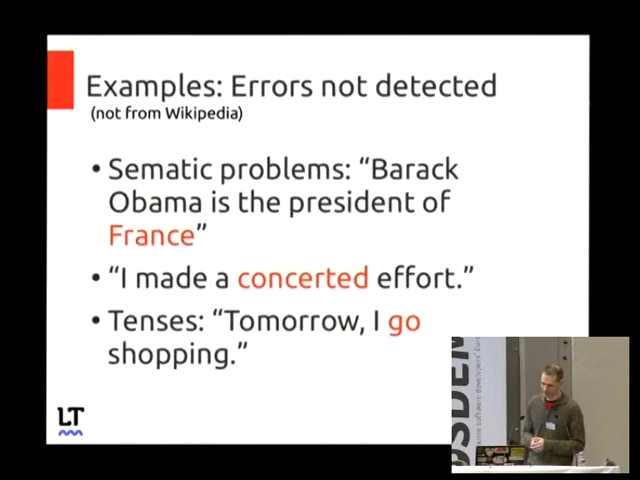 Examples: Errors not detected
(not from Wikipedia)
• Sematic problems: “Barack
Obama is the president of
France”
• “I made a concerted effort.”
• Tenses: “Tomorrow, I go
shopping.”
LT
OSDEM